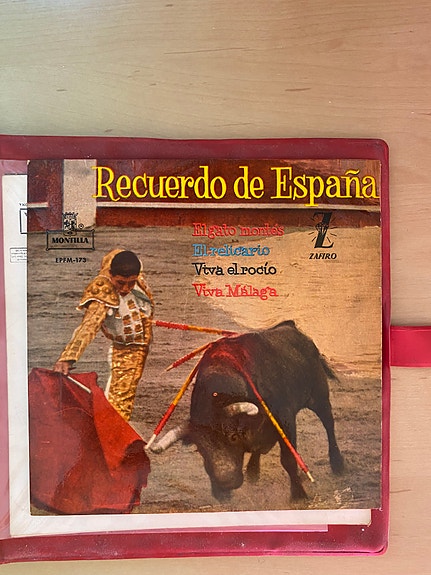 Recuerdo de España
MONTILLA
EPFM-173
Z
ZAFIRO
El gato montés
El relicario
Viva el rocío
Viva Málaga